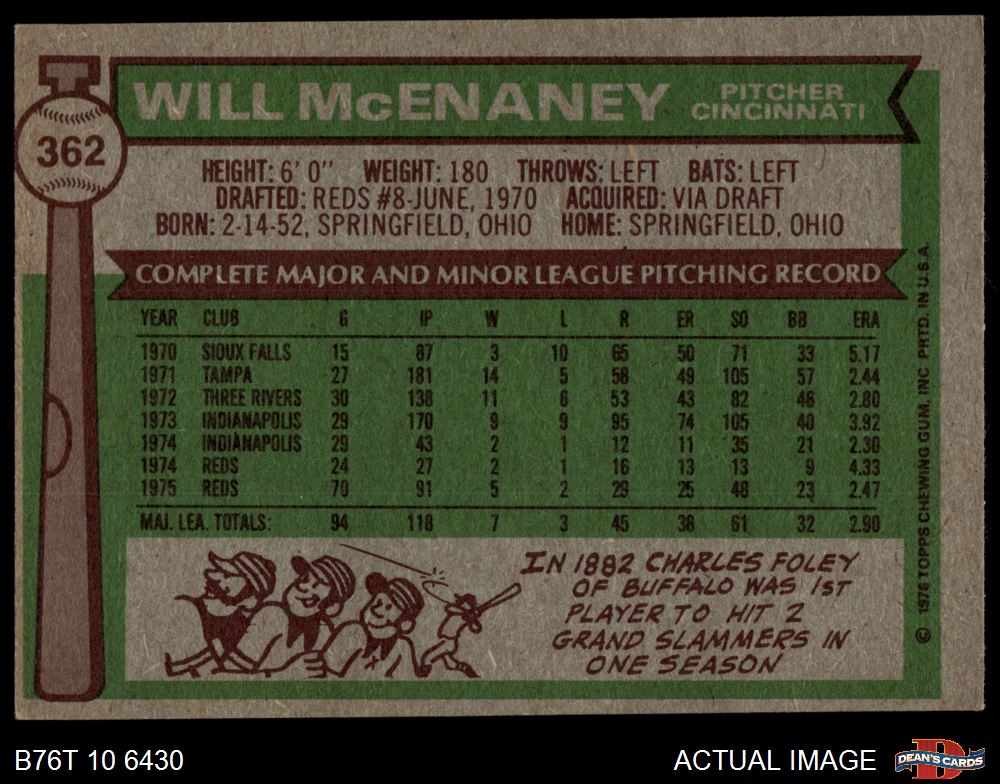 362
WILL McENANEY
PITCHER
CINCINNATI
HEIGHT: 6' 0" WEIGHT: 180 THROWS: LEFT BATS: LEFT
DRAFTED: REDS #8-JUNE, 1970 ACQUIRED: VIA DRAFT
BORN: 2-14-52, SPRINGFIELD, OHIO HOME: SPRINGFIELD, OHIO
COMPLETE MAJOR AND MINOR LEAGUE PITCHING RECORD
YEAR CLUB G IP W L R ER SO BB ERA
1970 SIOUX FALLS 15 87 3 10 65 50 71 33 5.17
1971 TAMPA 27 181 14 5 58 49 105 57 2.44
1972 THREE RIVERS 30 138 11 6 53 43 82 46 2.80
1973 INDIANAPOLIS 29 170 9 9 95 74 105 40 3.92
1974 INDIANAPOLIS 29 43 2 1 12 11 35 21 2.30
1974 REDS 24 27 2 1 16 13 13 9 4.33
1975 REDS 70 91 5 2 29 25 48 23 2.47
MAJ. LEA. TOTALS: 94 118 7 3 45 38 61 32 2.90
IN 1882 CHARLES FOLEY
OF BUFFALO WAS 1ST
PLAYER TO HIT 2
GRAND SLAMMERS IN
ONE SEASON
© 1976 TOPPS CHEWING GUM, INC PRTD. IN U.S.A.
B76T 10 6430
ACTUAL IMAGE
D
DEAN'S CARDS